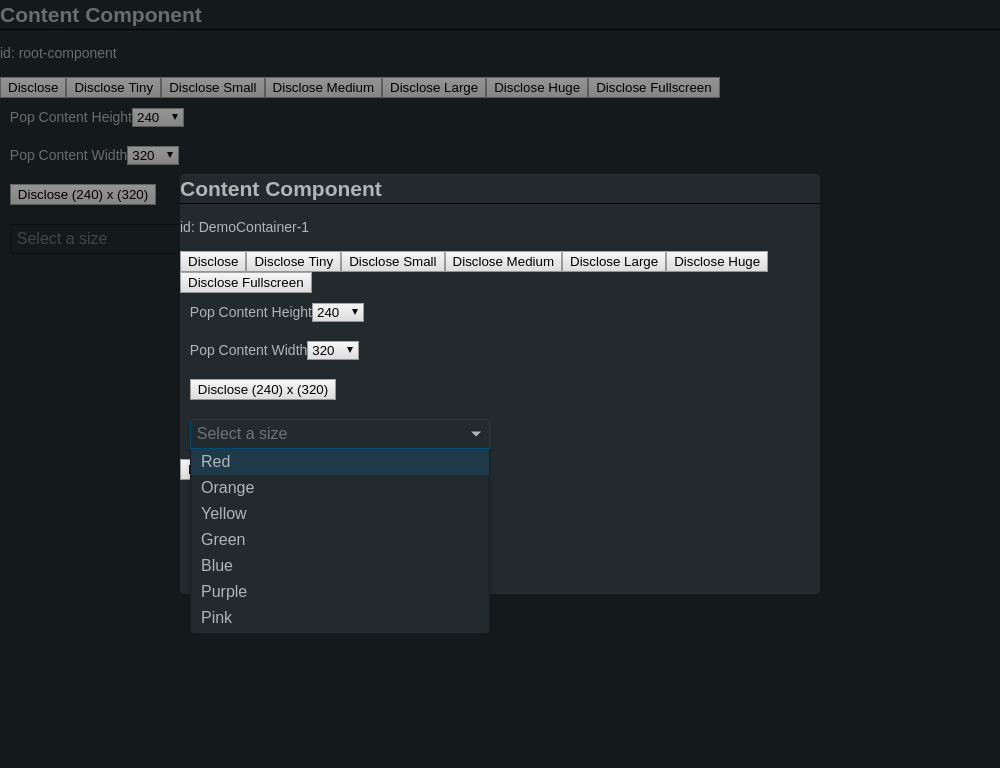 Content Component
id: root-component
Disclose Disclose Tiny Disclose Small Disclose Medium Disclose Large Disclose Huge Disclose Fullscreen
Pop Content Height 240
Pop Content Width 320
Disclose (240) x (320)
Select a size
Content Component
id: DemoContainer-1
Disclose Disclose Tiny Disclose Small Disclose Medium Disclose Large Disclose Huge
Disclose Fullscreen
Pop Content Height 240
Pop Content Width 320
Disclose (240) x (320)
Select a size
Red
Orange
Yellow
Green
Blue
Purple
Pink